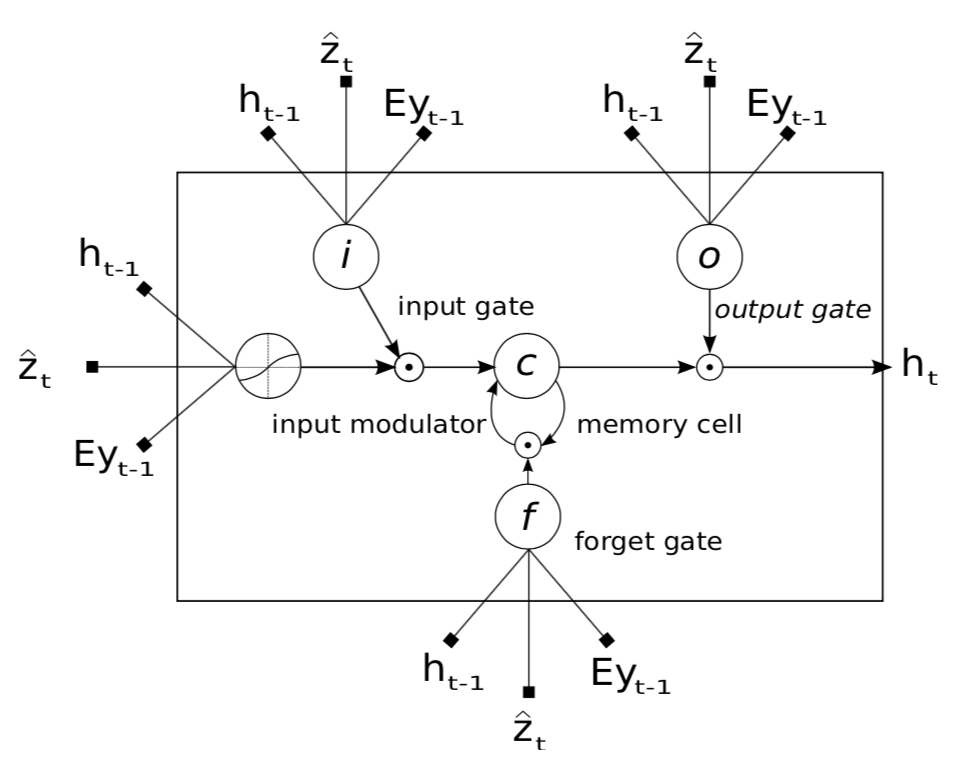 ẑt
ht-1
Eyt-1
ẑt
ht-1
Eyt-1
i
o
ht-1
input gate
output gate
ẑt
c
ht
input modulator
memory cell
Eyt-1
f
forget gate
ht-1
Eyt-1
ẑt